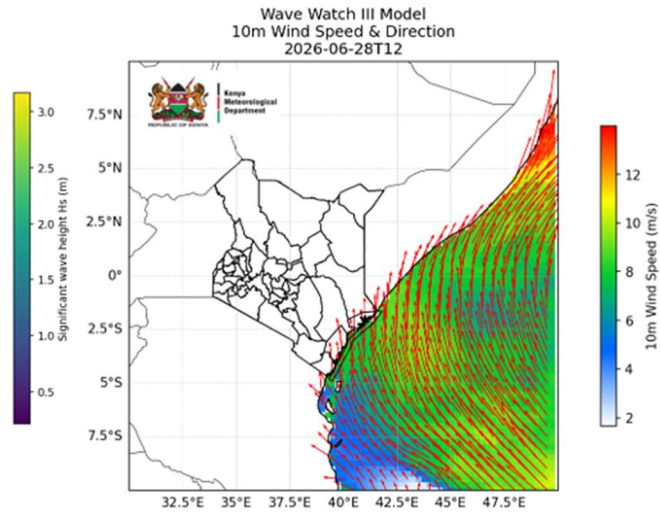 Wave Watch III Model
10m Wind Speed & Direction
2026-06-28T12
Kenya
Meteorological
Department
REPUBLIC OF KENYA
7.5°N
5°N
2.5°N
0°
2.5°S
5°S
7.5°S
32.5°E
35°E
37.5°E
40°E
42.5°E
45°E
47.5°E
3.0
2.5
2.0
1.5
1.0
0.5
Significant wave height Hs (m)
12
10
8
6
4
2
10m Wind Speed (m/s)